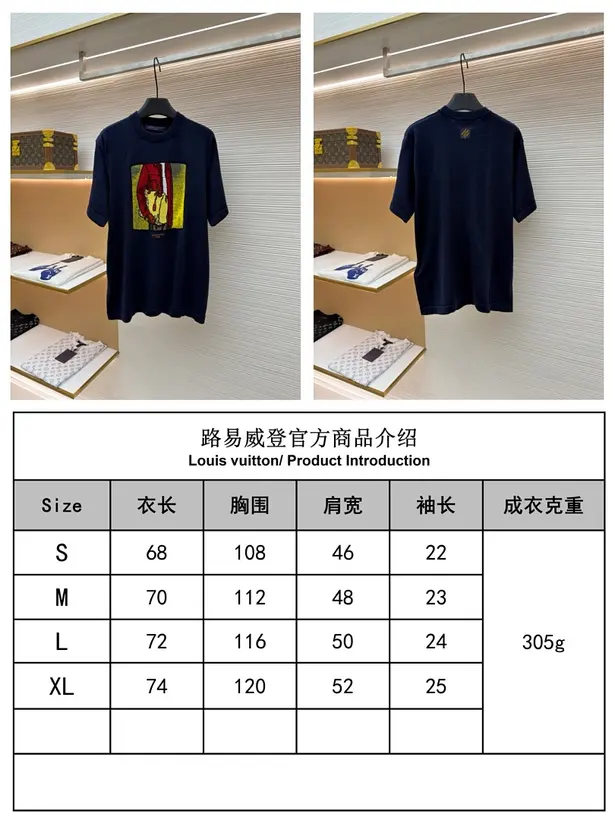 路易威登官方商品介绍
Louis vuitton/ Product Introduction
Size 衣长 胸围 肩宽 袖长 成衣克重
S 68 108 46 22
M 70 112 48 23
L 72 116 50 24
XL 74 120 52 25
305g